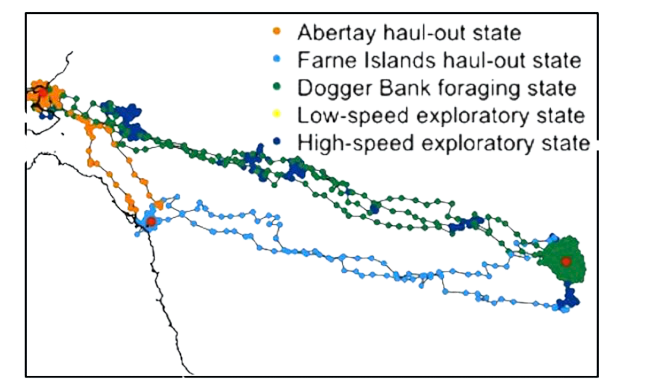 Abertay haul-out state
Farne Islands haul-out state
Dogger Bank foraging state
Low-speed exploratory state
High-speed exploratory state